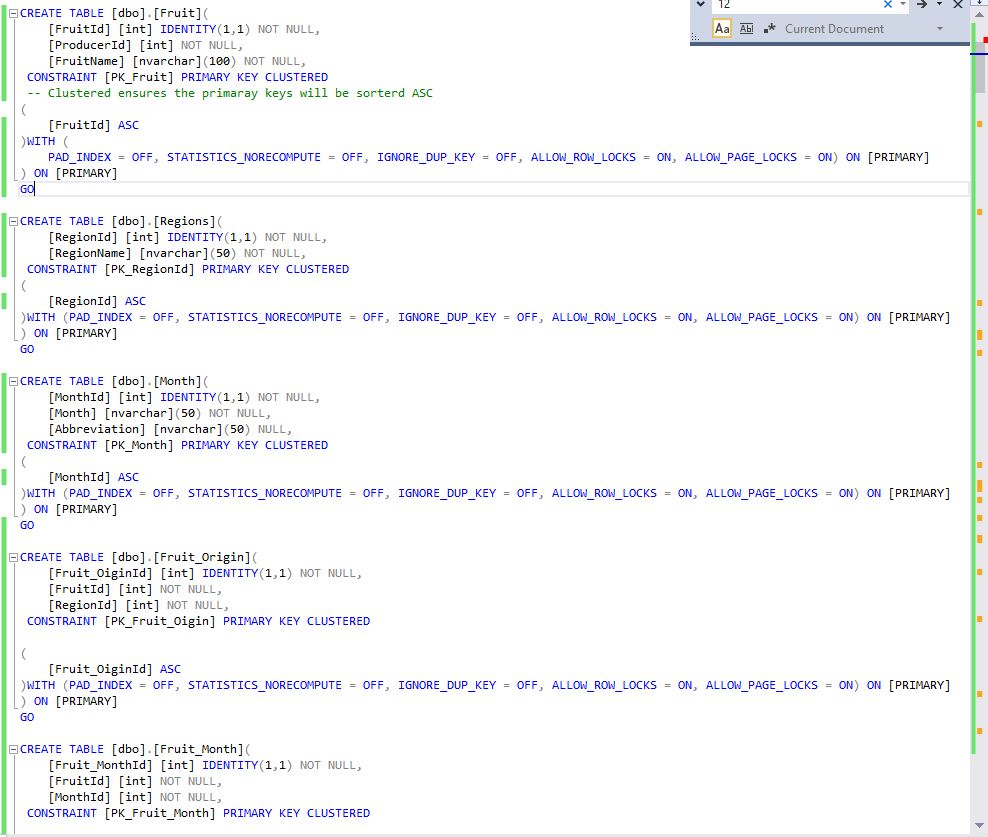 12
Aa Abl .* Current Document
CREATE TABLE [dbo].[Fruit](
[FruitId] [int] IDENTITY(1,1) NOT NULL,
[ProducerId] [int] NOT NULL,
[FruitName] [nvarchar](100) NOT NULL,
CONSTRAINT [PK_Fruit] PRIMARY KEY CLUSTERED
-- Clustered ensures the primaray keys will be sorterd ASC
(
[FruitId] ASC
)WITH (
PAD_INDEX = OFF, STATISTICS_NORECOMPUTE = OFF, IGNORE_DUP_KEY = OFF, ALLOW_ROW_LOCKS = ON, ALLOW_PAGE_LOCKS = ON) ON [PRIMARY]
) ON [PRIMARY]
GO
CREATE TABLE [dbo].[Regions](
[RegionId] [int] IDENTITY(1,1) NOT NULL,
[RegionName] [nvarchar](50) NOT NULL,
CONSTRAINT [PK_RegionId] PRIMARY KEY CLUSTERED
(
[RegionId] ASC
)WITH (PAD_INDEX = OFF, STATISTICS_NORECOMPUTE = OFF, IGNORE_DUP_KEY = OFF, ALLOW_ROW_LOCKS = ON, ALLOW_PAGE_LOCKS = ON) ON [PRIMARY]
) ON [PRIMARY]
GO
CREATE TABLE [dbo].[Month](
[MonthId] [int] IDENTITY(1,1) NOT NULL,
[Month] [nvarchar](50) NOT NULL,
[Abbreviation] [nvarchar](50) NULL,
CONSTRAINT [PK_Month] PRIMARY KEY CLUSTERED
(
[MonthId] ASC
)WITH (PAD_INDEX = OFF, STATISTICS_NORECOMPUTE = OFF, IGNORE_DUP_KEY = OFF, ALLOW_ROW_LOCKS = ON, ALLOW_PAGE_LOCKS = ON) ON [PRIMARY]
) ON [PRIMARY]
GO
CREATE TABLE [dbo].[Fruit_Origin](
[Fruit_OiginId] [int] IDENTITY(1,1) NOT NULL,
[FruitId] [int] NOT NULL,
[RegionId] [int] NOT NULL,
CONSTRAINT [PK_Fruit_Oigin] PRIMARY KEY CLUSTERED
(
[Fruit_OiginId] ASC
)WITH (PAD_INDEX = OFF, STATISTICS_NORECOMPUTE = OFF, IGNORE_DUP_KEY = OFF, ALLOW_ROW_LOCKS = ON, ALLOW_PAGE_LOCKS = ON) ON [PRIMARY]
) ON [PRIMARY]
GO
CREATE TABLE [dbo].[Fruit_Month](
[Fruit_MonthId] [int] IDENTITY(1,1) NOT NULL,
[FruitId] [int] NOT NULL,
[MonthId] [int] NOT NULL,
CONSTRAINT [PK_Fruit_Month] PRIMARY KEY CLUSTERED